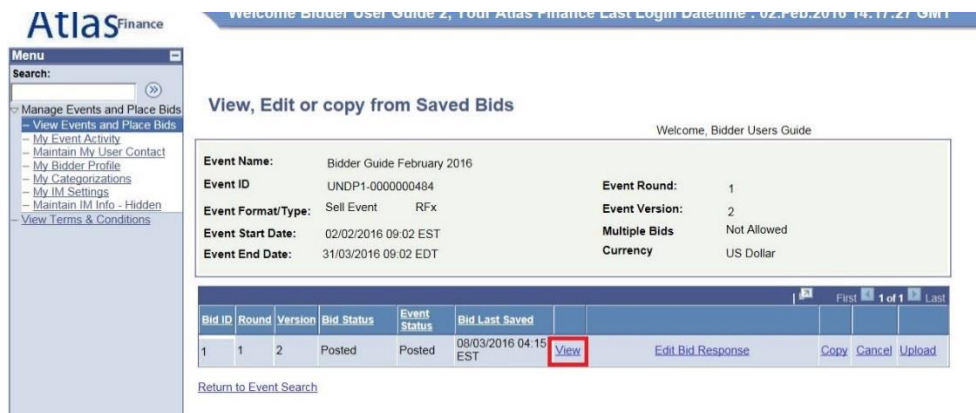 Atlas Finance
Welcome Bidder User Guide 2, Your Atlas Finance Last Login Datetime : 02.Feb.2016 14.17.27 GMT
Menu
Search:
Manage Events and Place Bids
– View Events and Place Bids
– My Event Activity
– Maintain My User Contact
– My Bidder Profile
– My Categorizations
– My IM Settings
– Maintain IM Info - Hidden
– View Terms & Conditions
View, Edit or copy from Saved Bids
Welcome, Bidder Users Guide
Event Name: Bidder Guide February 2016
Event ID UNDP1-0000000484 Event Round: 1
Event Format/Type: Sell Event RFx Event Version: 2
Event Start Date: 02/02/2016 09:02 EST Multiple Bids Not Allowed
Event End Date: 31/03/2016 09:02 EDT Currency US Dollar
First 1 of 1 Last
Bid ID Round Version Bid Status Event Status Bid Last Saved
1 1 2 Posted Posted 08/03/2016 04:15 EST View Edit Bid Response Copy Cancel Upload
Return to Event Search